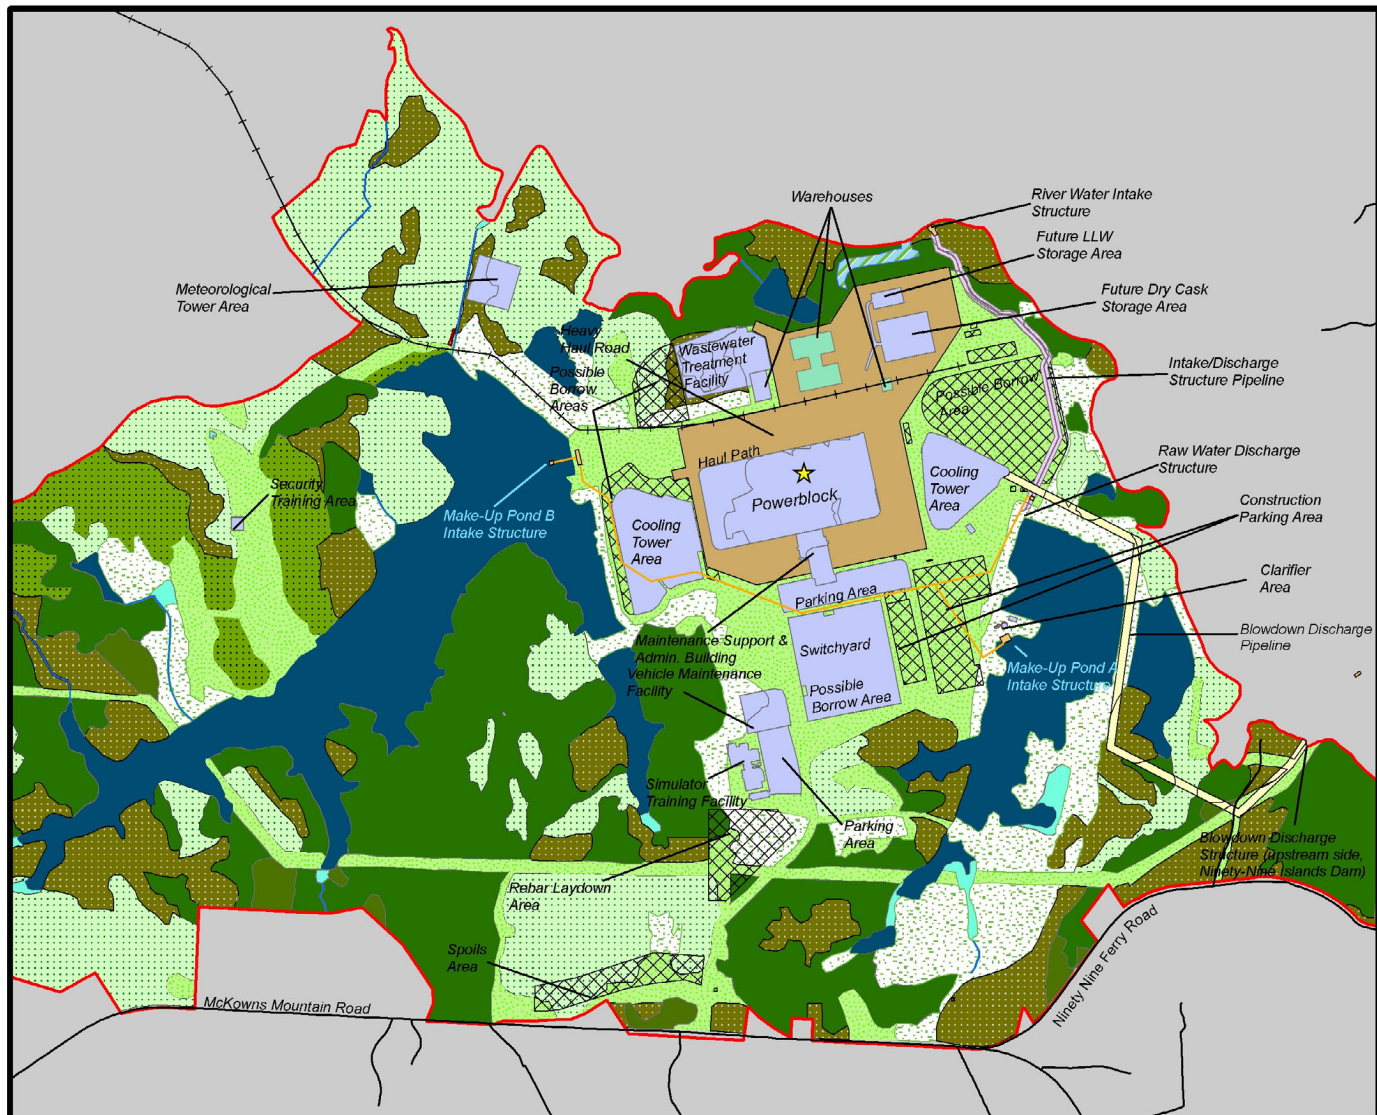 Warehouses
River Water Intake
Structure
Future LLW
Storage Area
Meteorological
Tower Area
Future Dry Cask
Storage Area
Heavy
Haul Road
Wastewater
Treatment
Facility
Possible
Borrow
Areas
Intake/Discharge
Structure Pipeline
Possible Borrow
Area
Haul Path
Raw Water Discharge
Structure
Cooling
Tower
Area
Security
Training Area
Powerblock
Construction
Parking Area
Make-Up Pond B
Intake Structure
Cooling
Tower
Area
Clarifier
Area
Parking Area
Blowdown Discharge
Pipeline
Maintenance Support &
Admin. Building
Vehicle Maintenance
Facility
Switchyard
Make-Up Pond A
Intake Structure
Possible
Borrow Area
Simulator
Training Facility
Parking
Area
Blowdown Discharge
Structure (upstream side,
Ninety-Nine Islands Dam)
Rebar Laydown
Area
Spoils
Area
McKowns Mountain Road
Ninety Nine Ferry Road